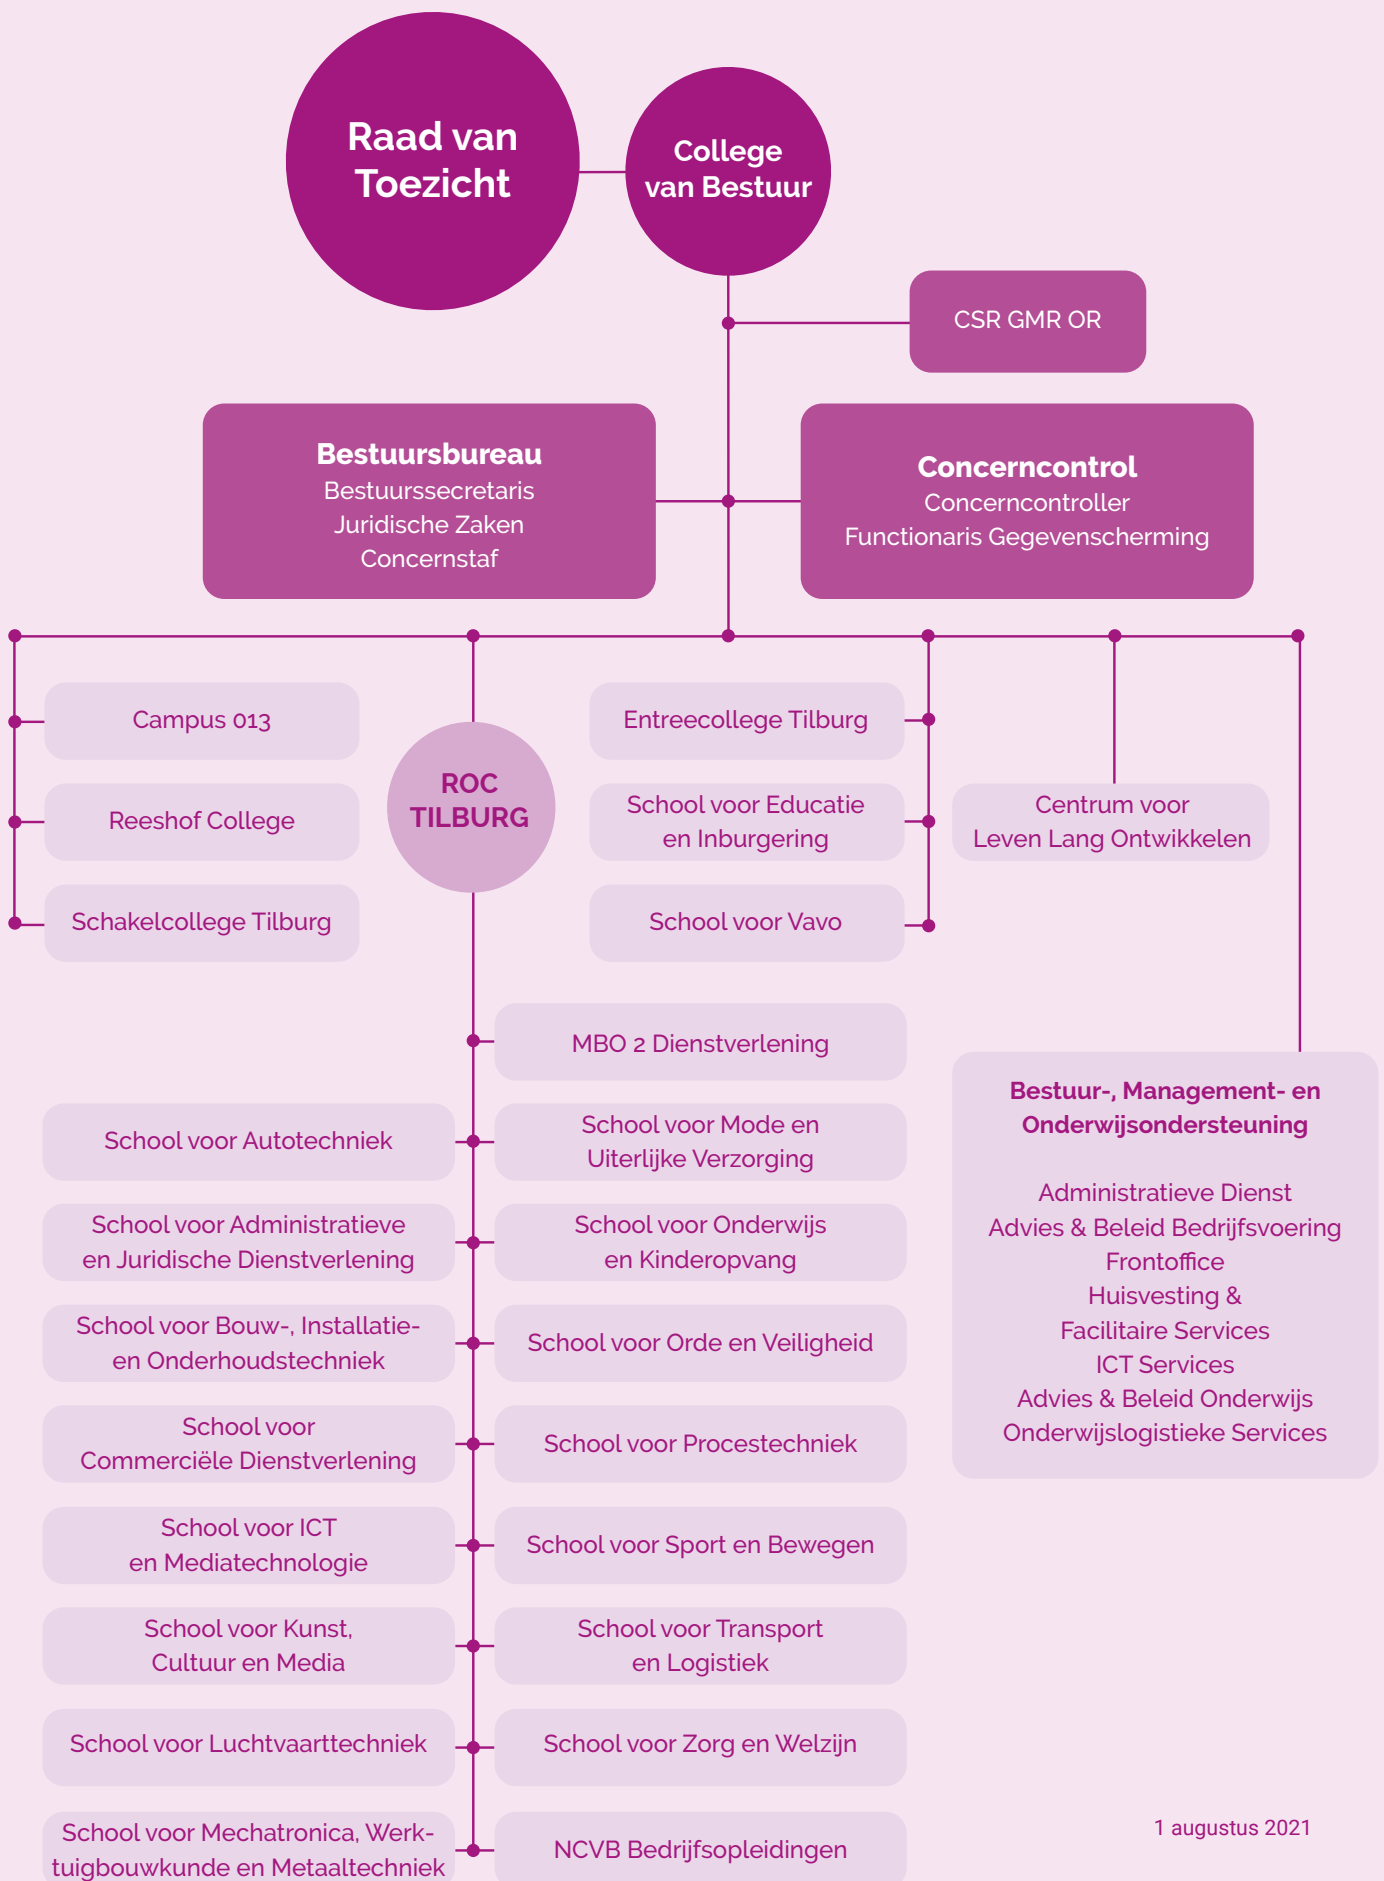 Raad van
Toezicht
College
van Bestuur
CSR GMR OR
Bestuursbureau
Bestuurssecretaris
Juridische Zaken
Concernstaf
Concerncontrol
Concerncontroller
Functionaris Gegevenscherming
Campus 013
Reeshof College
Schakelcollege Tilburg
ROC
TILBURG
Entreecollege Tilburg
School voor Educatie
en Inburgering
School voor Vavo
Centrum voor
Leven Lang Ontwikkelen
MBO 2 Dienstverlening
School voor Autotechniek
School voor Mode en
Uiterlijke Verzorging
School voor Administratieve
en Juridische Dienstverlening
School voor Onderwijs
en Kinderopvang
School voor Bouw-, Installatie-
en Onderhoudstechniek
School voor Orde en Veiligheid
School voor
Commerciële Dienstverlening
School voor Procestechniek
School voor ICT
en Mediatechnologie
School voor Sport en Bewegen
School voor Kunst,
Cultuur en Media
School voor Transport
en Logistiek
School voor Luchtvaarttechniek
School voor Zorg en Welzijn
School voor Mechatronica, Werk-
tuigbouwkunde en Metaaltechniek
NCVB Bedrijfsopleidingen
Bestuur-, Management- en
Onderwijsondersteuning
Administratieve Dienst
Advies & Beleid Bedrijfsvoering
Frontoffice
Huisvesting &
Facilitaire Services
ICT Services
Advies & Beleid Onderwijs
Onderwijslogistieke Services
1 augustus 2021